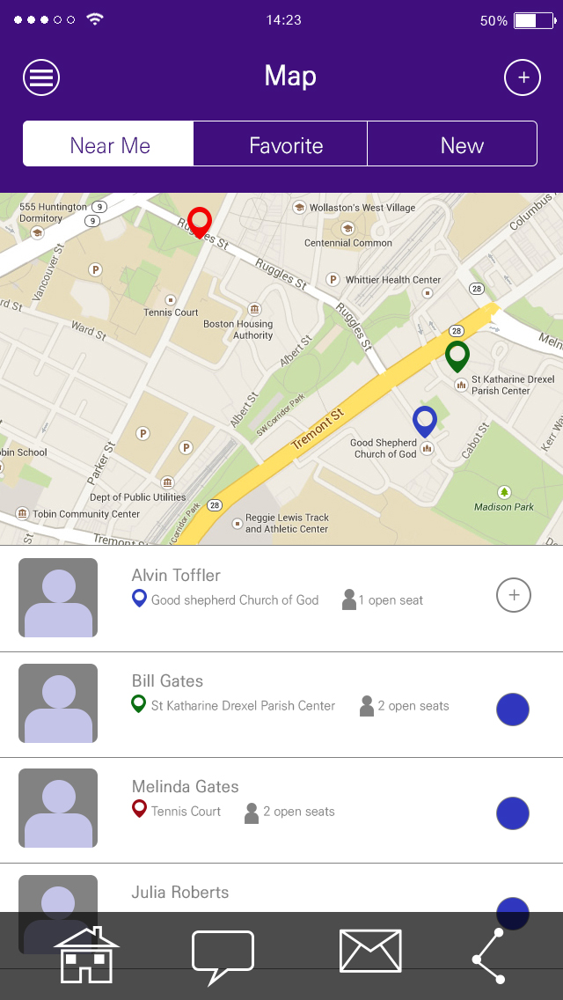 14:23
50%
Map
+
Near Me
Favorite
New
555 Huntington
Dormitory
9
9
Wollaston's West Village
Columbus
Centennial Common
Vancouver St
P
Ruggles St
Ruggles St
P
Whittier Health Center
28
Tennis Court
Boston Housing
Authority
Ruggles St
rd St
Ward St
28
Albert St
St Katharine Drexel
Parish Center
Albert St
SW Corridor Park
Tremont St
P
P
Good Shepherd
Church of God
Cabot St
Kerr Way
obin School
Parker St
Dept of Public Utilities
28
Tobin Community Center
Corridor Park
Reggie Lewis Track
and Athletic Center
Madison Park
St
Tremont St
Alvin Toffler
Good shepherd Church of God
1 open seat
+
Bill Gates
St Katharine Drexel Parish Center
2 open seats
Melinda Gates
Tennis Court
2 open seats
Julia Roberts